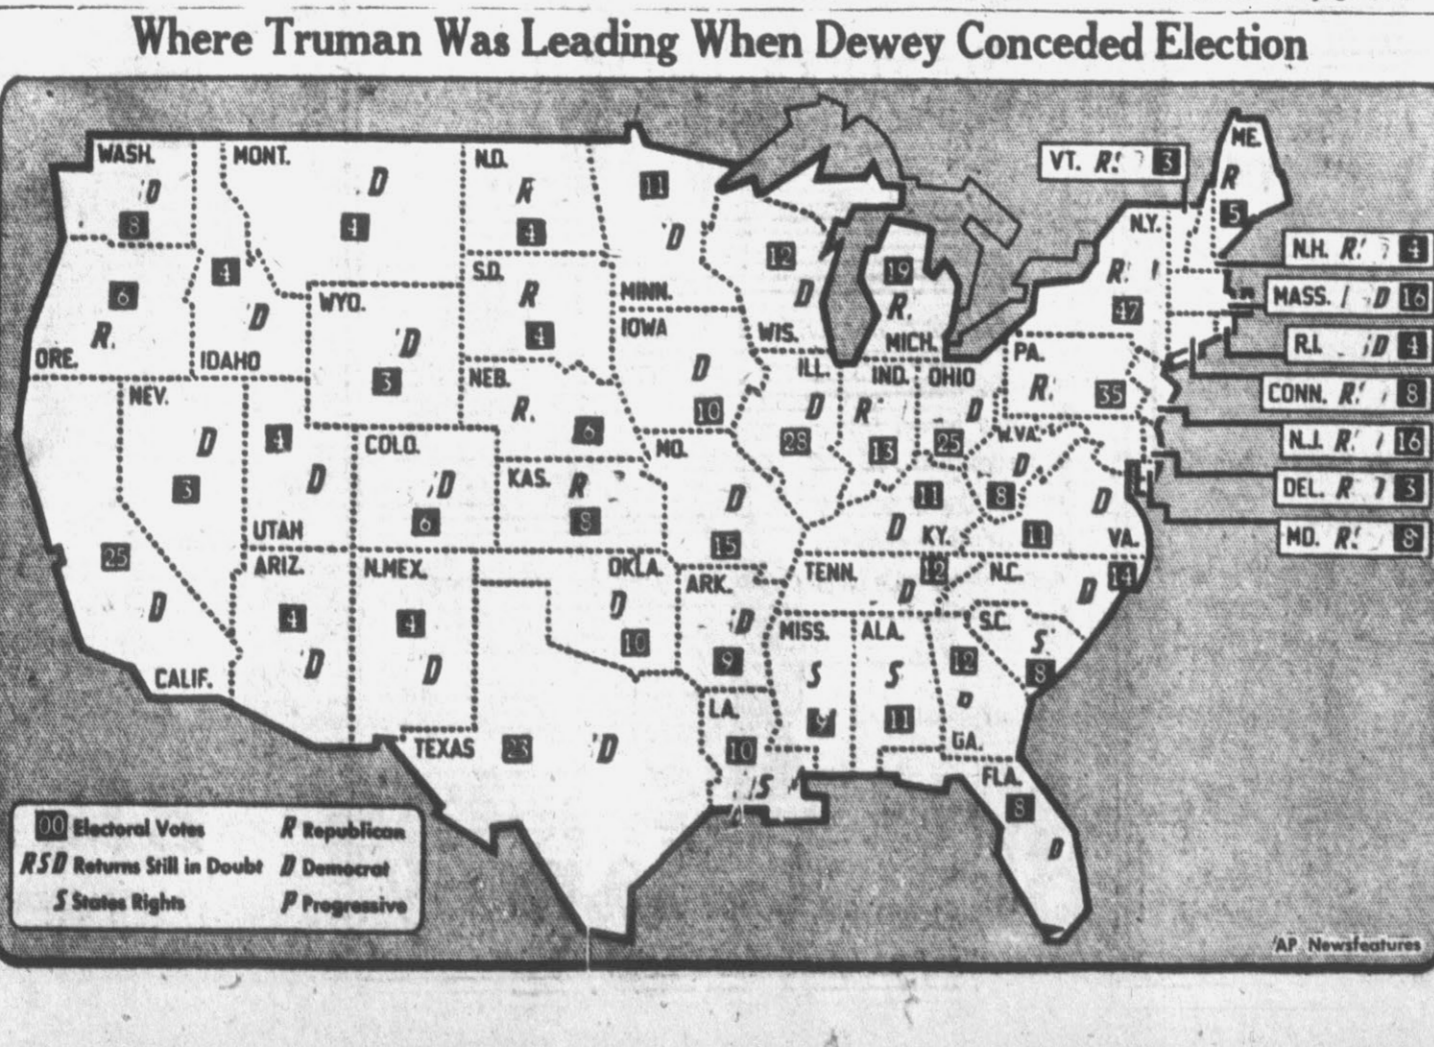 Where Truman Was Leading When Dewey Conceded Election
WASH.
D
8
MONT.
D
4
N.D.
R
4
11
D
MINN.
VT. R 3
ME.
R
5
ORE.
6
R.
4
D
IDAHO
WYO.
D
3
S.D.
R
4
12
D
WIS.
19
R.
MICH.
N.Y.
R
47
N.H. R 4
MASS. D 16
R.I. D 4
CONN. R 8
N.J. R 16
DEL. R 3
MD. R 8
NEV.
D
3
4
D
UTAH
COLO.
D
6
NEB.
R.
6
IOWA
D
10
ILL.
D
28
IND.
R
13
OHIO
D
25
PA.
R
35
KAS. R
8
MO.
D
15
11
D
KY.
W.VA.
D
8
D
11
VA.
25
D
CALIF.
ARIZ.
4
D
N.MEX.
4
D
OKLA.
D
10
ARK.
D
9
TENN.
12
D
N.C.
14
D
MISS.
S
9
ALA.
S
11
12
D
GA.
S.C.
S
8
TEXAS 23 D
LA.
10
S
FLA.
8
D
00 Electoral Votes R Republican
RSD Returns Still in Doubt D Democrat
S States Rights P Progressive
AP Newsfeatures